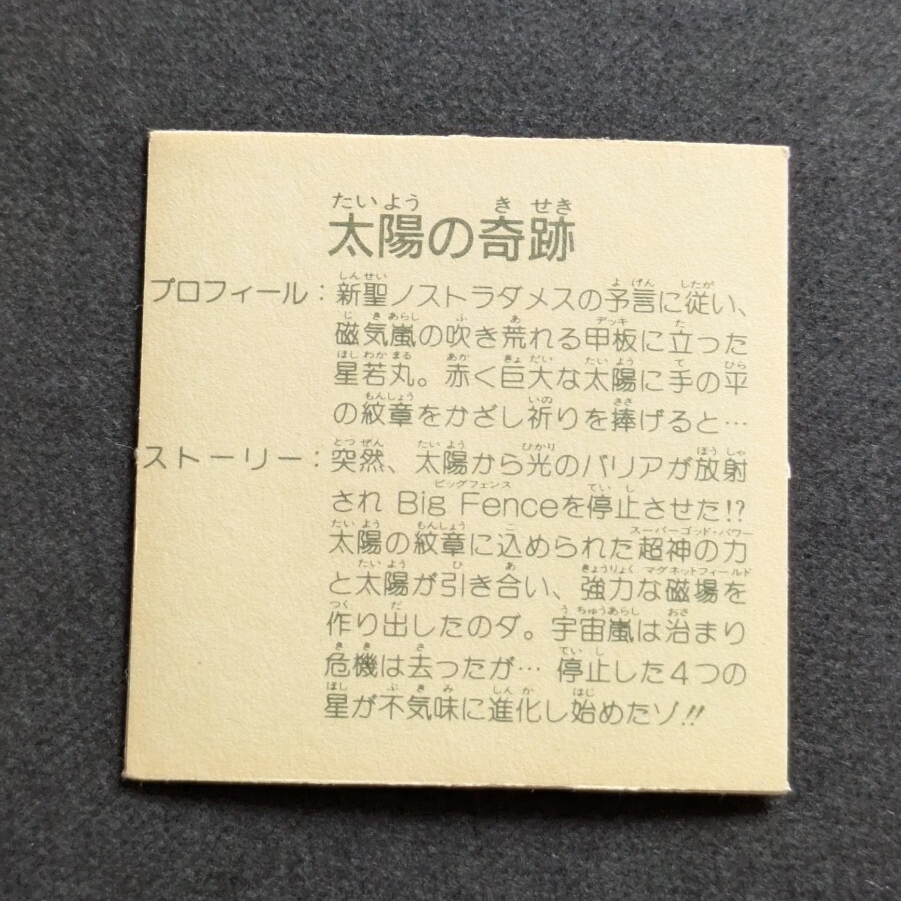 太陽の奇跡
プロフィール：新聖ノストラダメスの予言に従い、
磁気嵐の吹き荒れる甲板に立った
星若丸。赤く巨大な太陽に手の平
の紋章をかざし祈りを捧げると…
ストーリー：突然、太陽から光のバリアが放射
され Big Fenceを停止させた!?
太陽の紋章に込められた超神の力
と太陽が引き合い、強力な磁場を
作り出したのダ。宇宙嵐は治まり
危機は去ったが… 停止した4つの
星が不気味に進化し始めたゾ!!